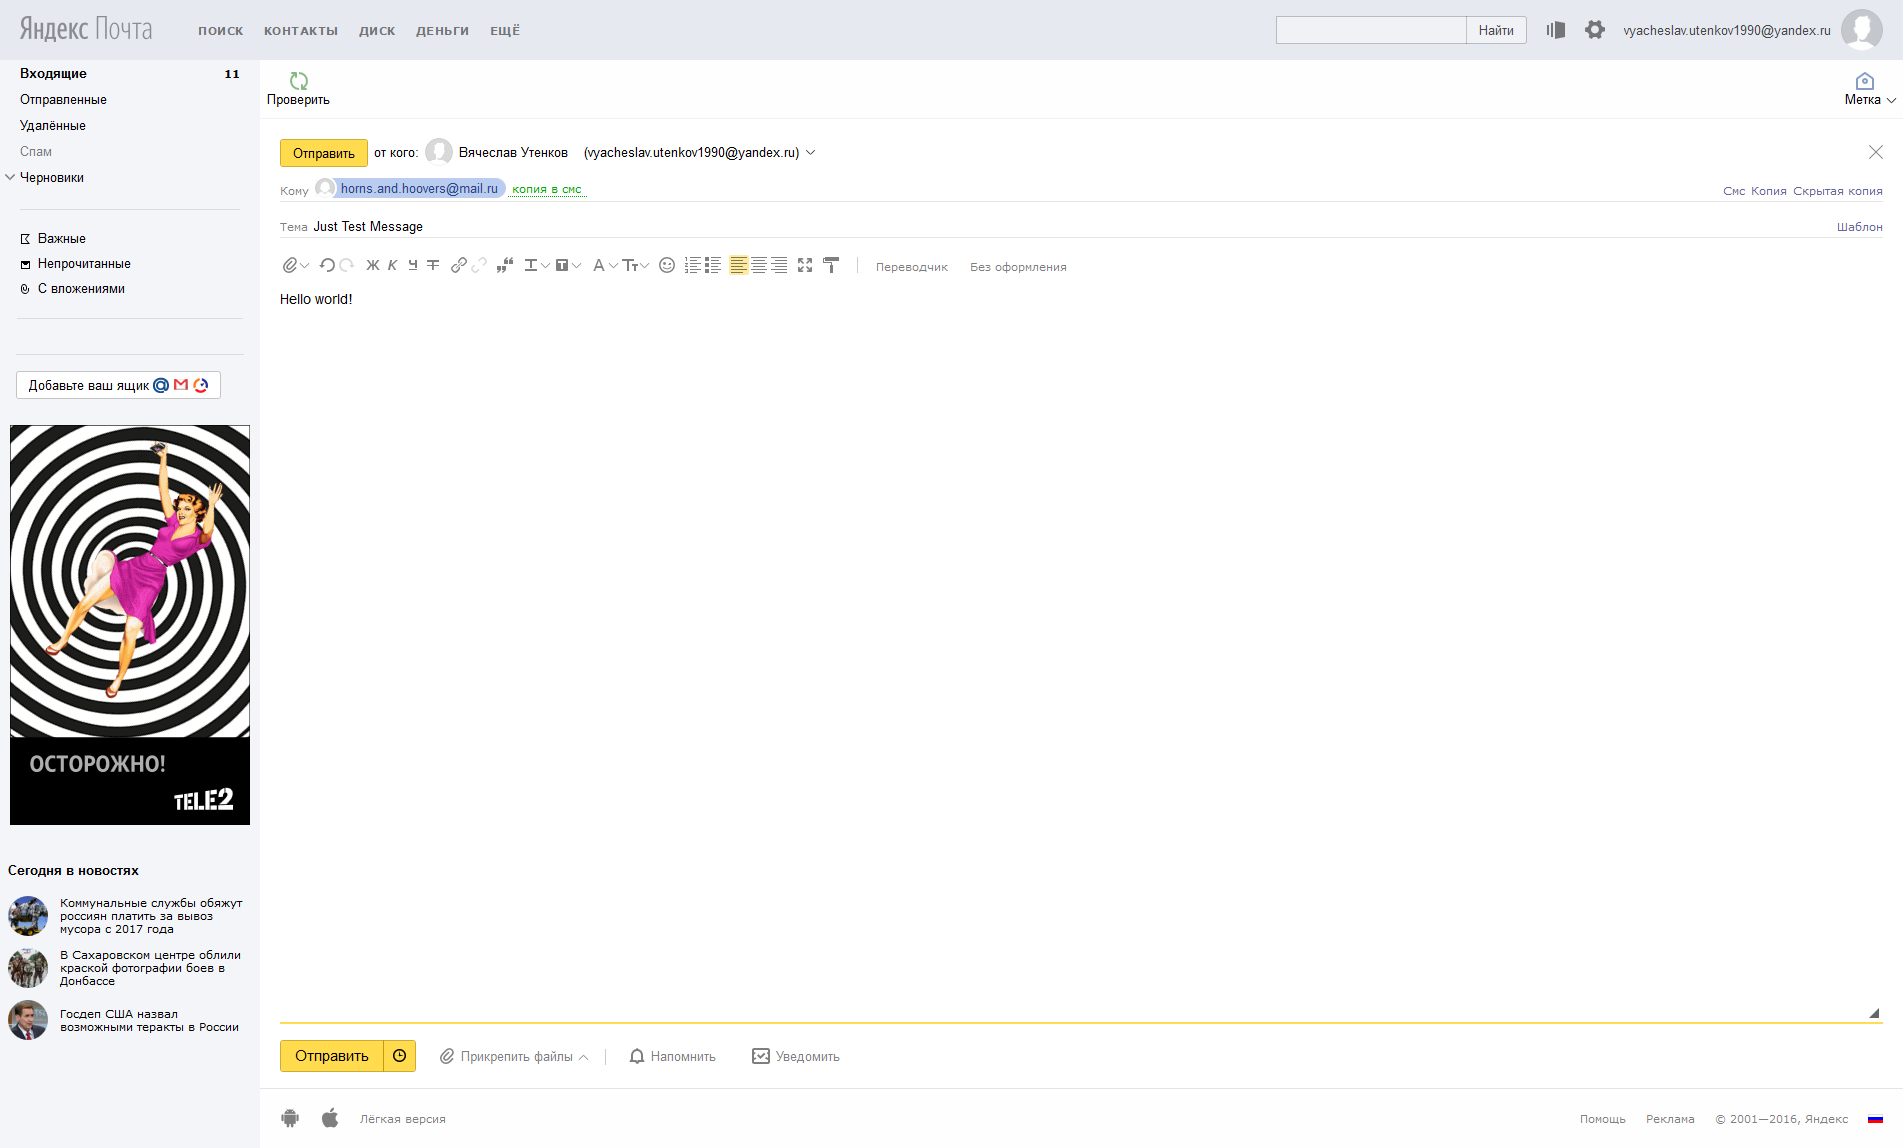 Яндекс Почта
ПОИСК КОНТАКТЫ ДИСК ДЕНЬГИ ЕЩЁ
Найти
vyacheslav.utenkov1990@yandex.ru
Входящие 11
Отправленные
Удалённые
Спам
Черновики
Важные
Непрочитанные
С вложениями
Добавьте ваш ящик
ОСТОРОЖНО!
TELE2
Сегодня в новостях
Коммунальные службы обяжут
россиян платить за вывоз
мусора с 2017 года
В Сахаровском центре облили
краской фотографии боев в
Донбассе
Госдеп США назвал
возможными теракты в России
Проверить
Метка
Отправить от кого: Вячеслав Утенков (vyacheslav.utenkov1990@yandex.ru)
Кому horns.and.hoovers@mail.ru копия в смс
Смс Копия Скрытая копия
Тема Just Test Message
Шаблон
Ж К Ч Т Т A Тт
Переводчик Без оформления
Hello world!
Отправить Прикрепить файлы Напомнить Уведомить
Лёгкая версия
Помощь Реклама © 2001—2016, Яндекс